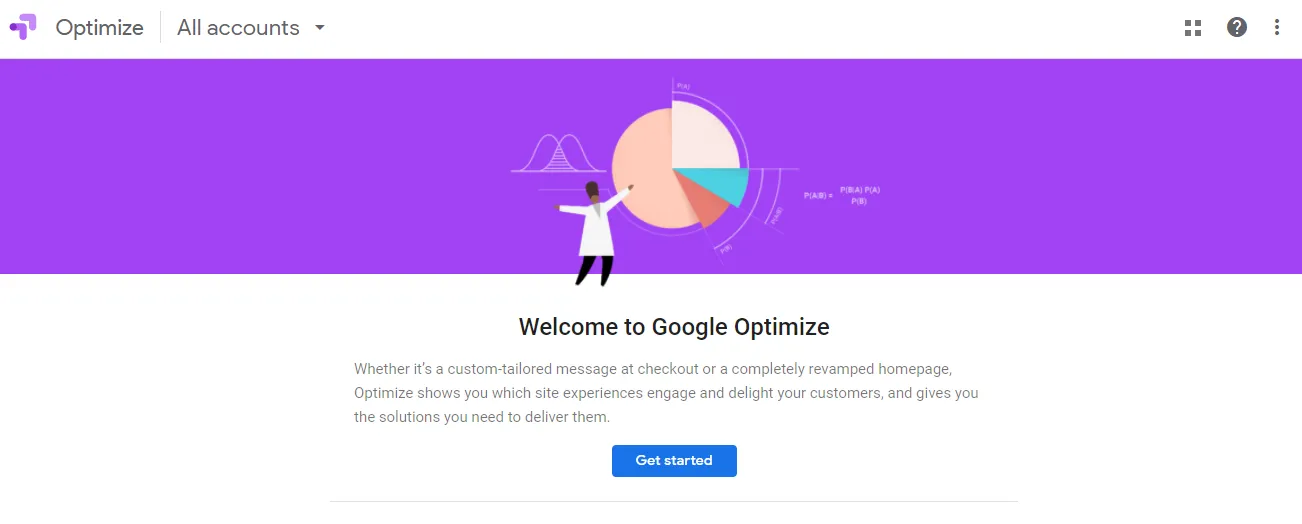 Optimize
All accounts
P(A)
P(A|B) =
P(B|A) P(A)
P(B)
P(A|B)
P(B)
Welcome to Google Optimize
Whether it’s a custom-tailored message at checkout or a completely revamped homepage,
Optimize shows you which site experiences engage and delight your customers, and gives you
the solutions you need to deliver them.
Get started